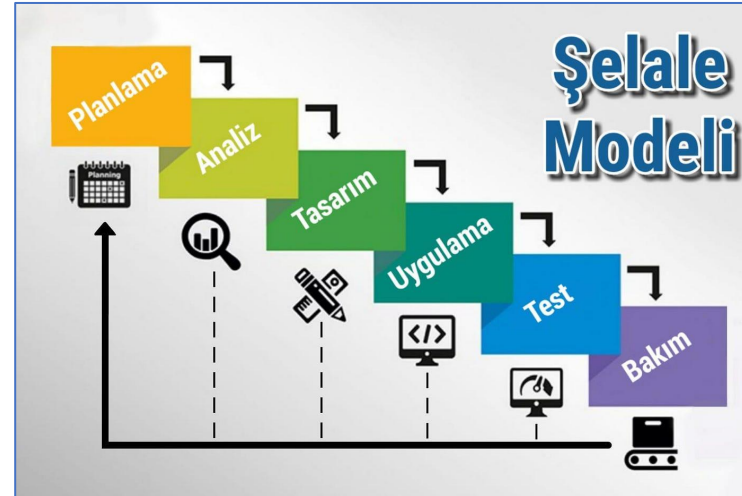 Şelale
Modeli
Planlama
Planning
Analiz
Tasarım
Uygulama
</>
Test
Bakım